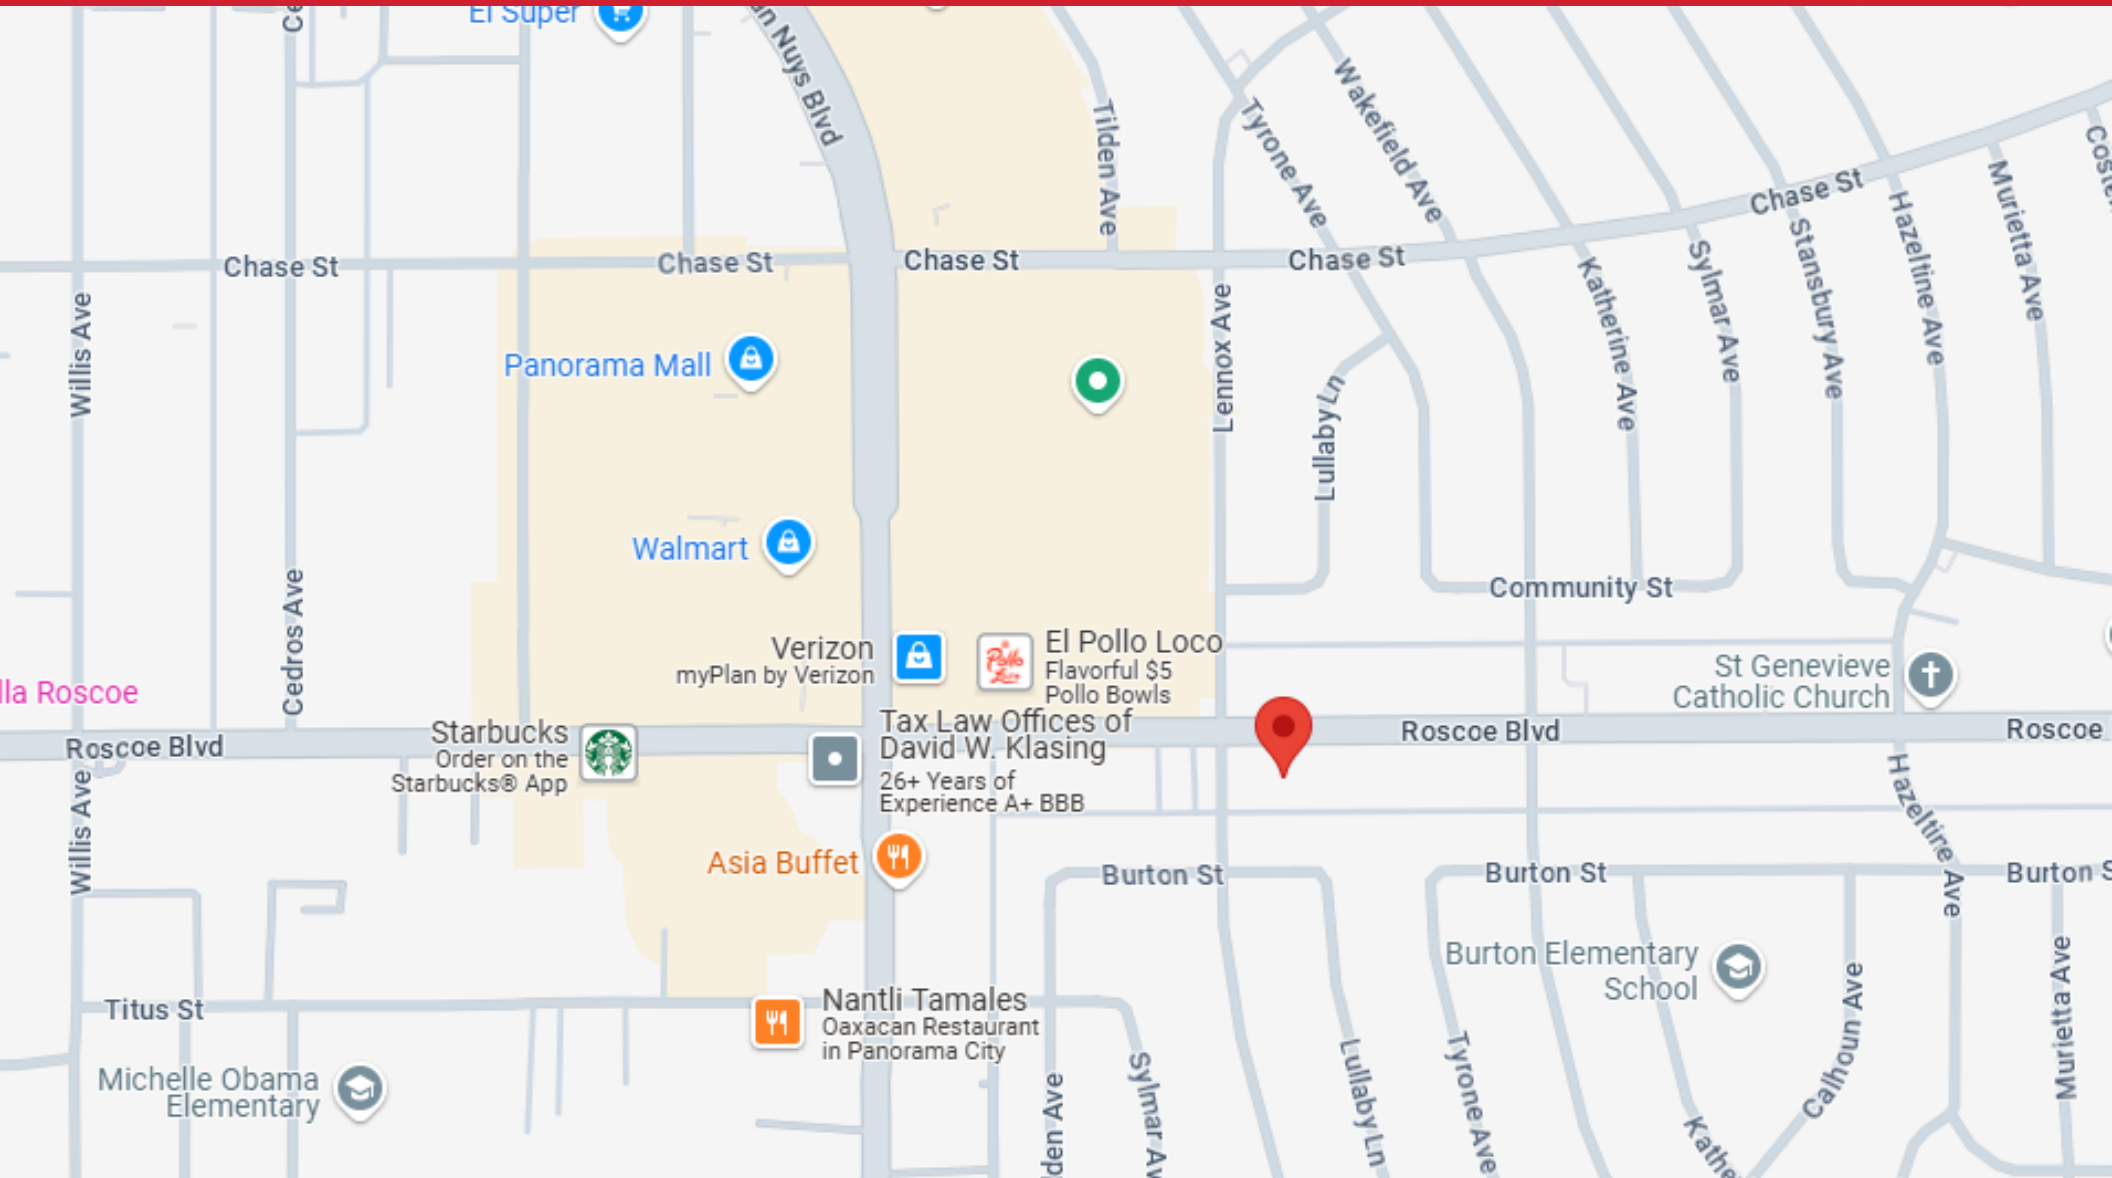 El Super
an Nuys Blvd
Ce
Tilden Ave
Tyrone Ave
Wakefield Ave
Chase St
Murietta Ave
Coste
Chase St
Chase St
Chase St
Chase St
Willis Ave
Panorama Mall
Lennox Ave
Lullaby Ln
Katherine Ave
Sylmar Ave
Stansbury Ave
Hazeltine Ave
Walmart
Community St
Cedros Ave
Verizon
myPlan by Verizon
El Pollo Loco
Flavorful $5
Pollo Bowls
Pollo
Loco
St Genevieve
Catholic Church
lla Roscoe
Roscoe Blvd
Starbucks
Order on the
Starbucks® App
Tax Law Offices of
David W. Klasing
26+ Years of
Experience A+ BBB
Roscoe Blvd
Roscoe
Willis Ave
Hazeltine Ave
Asia Buffet
Burton St
Burton St
Burton S
Burton Elementary
School
Titus St
Nantli Tamales
Oaxacan Restaurant
in Panorama City
Michelle Obama
Elementary
lden Ave
Sylmar Av
Lullaby Ln
Tyrone Ave
Kathe
Calhoun Ave
Murietta Ave